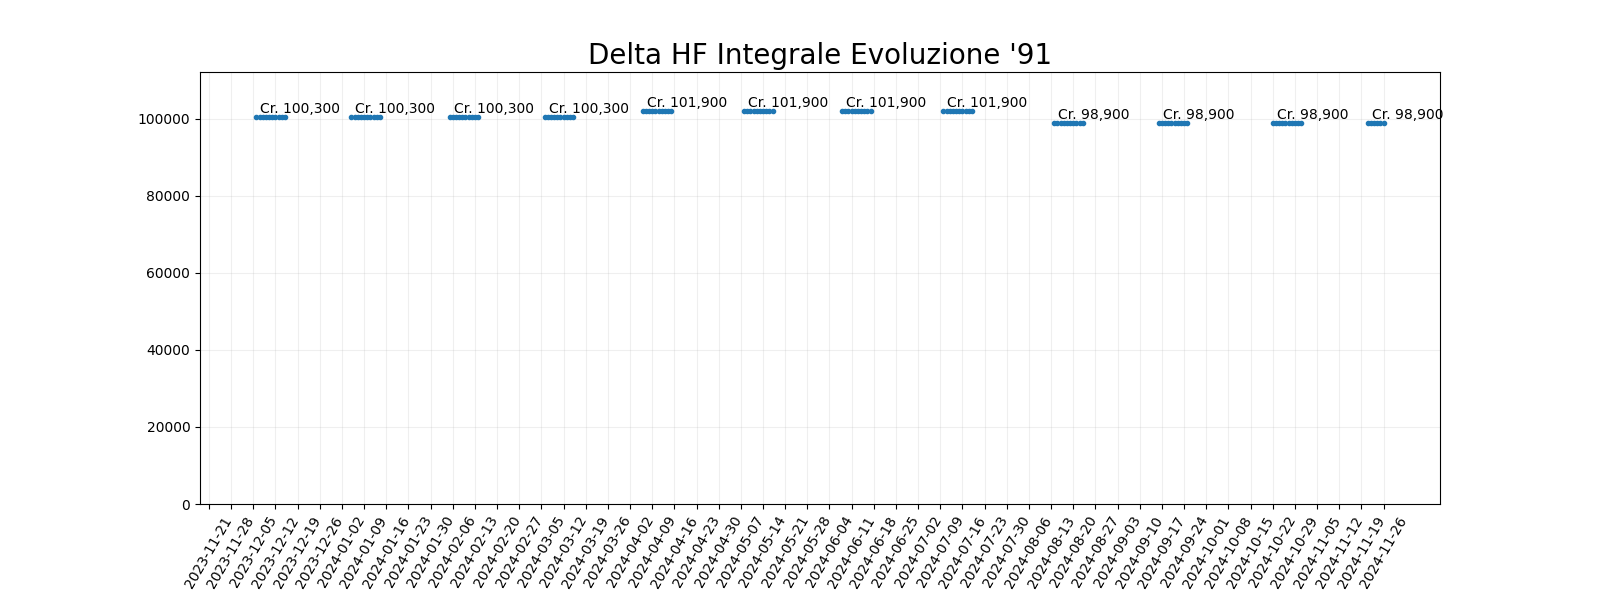 Delta HF Integrale Evoluzione '91
Cr. 100,300 Cr. 100,300 Cr. 100,300 Cr. 100,300 Cr. 101,900 Cr. 101,900 Cr. 101,900 Cr. 101,900 Cr. 98,900 Cr. 98,900 Cr. 98,900 Cr. 98,900
100000
80000
60000
40000
20000
0
2023-11-21 2023-11-28 2023-12-05 2023-12-12 2023-12-19 2023-12-26 2024-01-02 2024-01-09 2024-01-16 2024-01-23 2024-01-30 2024-02-06 2024-02-13 2024-02-20 2024-02-27 2024-03-05 2024-03-12 2024-03-19 2024-03-26 2024-04-02 2024-04-09 2024-04-16 2024-04-23 2024-04-30 2024-05-07 2024-05-14 2024-05-21 2024-05-28 2024-06-04 2024-06-11 2024-06-18 2024-06-25 2024-07-02 2024-07-09 2024-07-16 2024-07-23 2024-07-30 2024-08-06 2024-08-13 2024-08-20 2024-08-27 2024-09-03 2024-09-10 2024-09-17 2024-09-24 2024-10-01 2024-10-08 2024-10-15 2024-10-22 2024-10-29 2024-11-05 2024-11-12 2024-11-19 2024-11-26